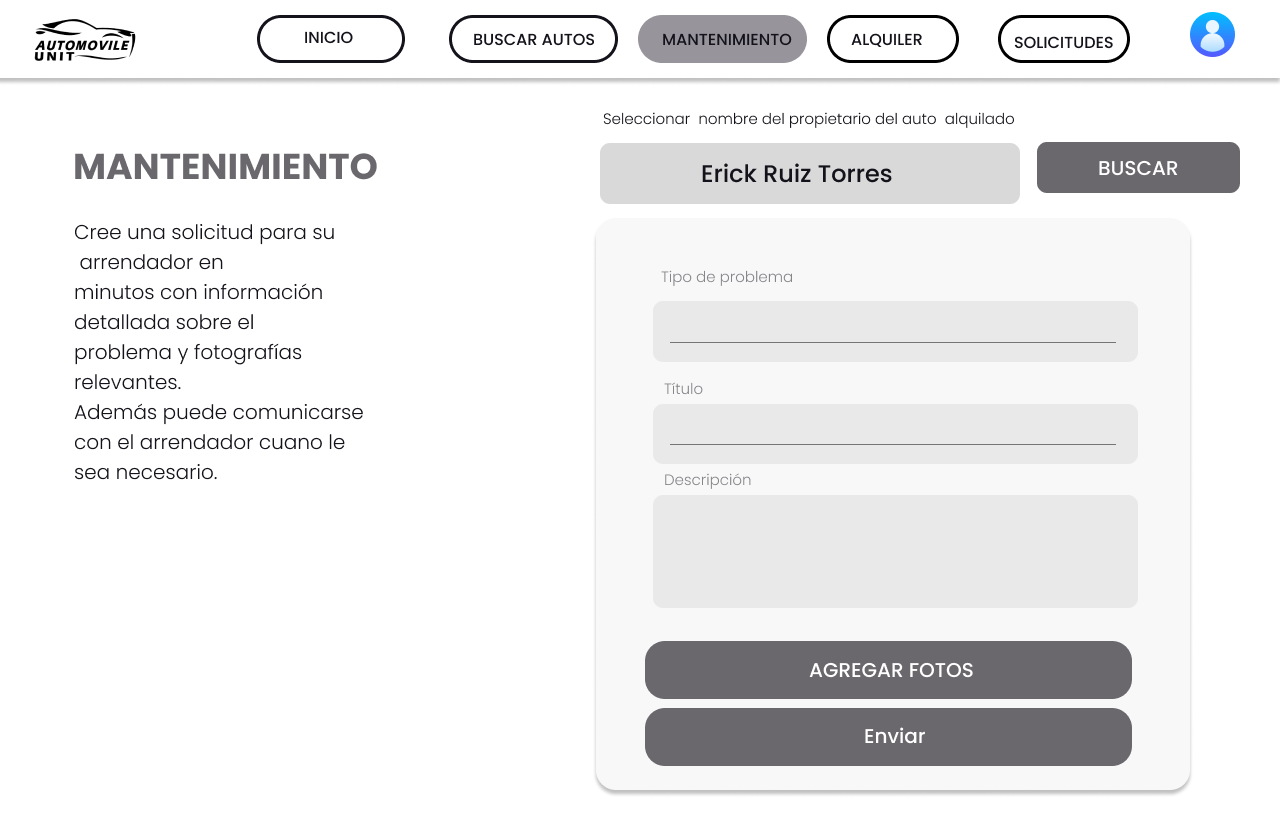 AUTOMOVILE
UNIT
INICIO
BUSCAR AUTOS
MANTENIMIENTO
ALQUILER
SOLICITUDES
MANTENIMIENTO
Cree una solicitud para su
arrendador en
minutos con información
detallada sobre el
problema y fotografías
relevantes.
Además puede comunicarse
con el arrendador cuano le
sea necesario.
Seleccionar nombre del propietario del auto alquilado
Erick Ruiz Torres
BUSCAR
Tipo de problema
Título
Descripción
AGREGAR FOTOS
Enviar